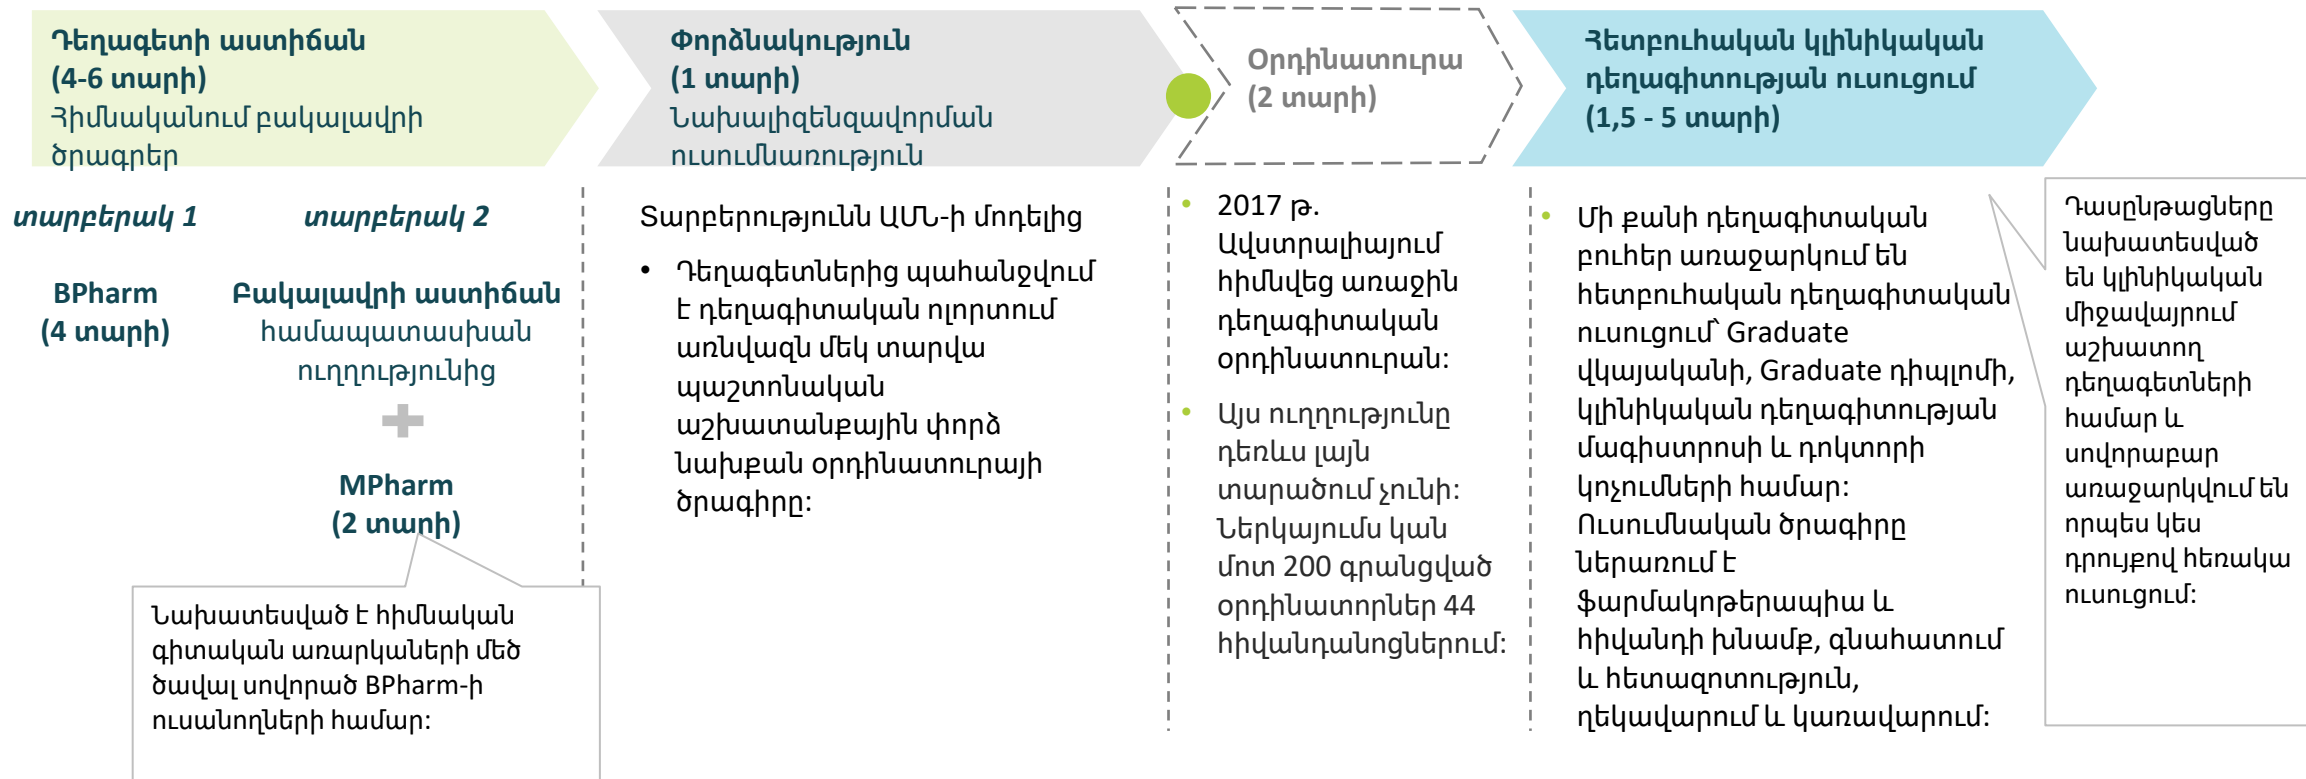 Դեղագետի աստիճան
(4-6 տարի)
Հիմնականում բակալավրի
ծրագրեր
Փորձնակություն
(1 տարի)
Նախալիզենզավորման
ուսումնառություն
Օրդինատուրա
(2 տարի)
Հետբուհական կլինիկական
դեղագիտության ուսուցում
(1,5 - 5 տարի)
տարբերակ 1
տարբերակ 2
BPharm
(4 տարի)
Բակալավրի աստիճան
համապատասխան
ուղղությունից
MPharm
(2 տարի)
Նախատեսված է հիմնական
գիտական առարկաների մեծ
ծավալ սովորած BPharm-ի
ուսանողների համար:
Տարբերությունն ԱՄՆ-ի մոդելից
• Դեղագետներից պահանջվում
է դեղագիտական ոլորտում
առնվազն մեկ տարվա
պաշտոնական
աշխատանքային փորձ
նախքան օրդինատուրայի
ծրագիրը:
• 2017 թ.
Ավստրալիայում
հիմնվեց առաջին
դեղագիտական
օրդինատուրան:
• Այս ուղղությունը
դեռևս լայն
տարածում չունի:
Ներկայումս կան
մոտ 200 գրանցված
օրդինատորներ 44
հիվանդանոցներում:
• Մի քանի դեղագիտական
բուհեր առաջարկում են
հետբուհական դեղագիտական
ուսուցում՝ Graduate
վկայականի, Graduate դիպլոմի,
կլինիկական դեղագիտության
մագիստրոսի և դոկտորի
կոչումների համար:
Ուսումնական ծրագիրը
ներառում է
ֆարմակոթերապիա և
հիվանդի խնամք, գնահատում
և հետազոտություն,
ղեկավարում և կառավարում:
Դասընթացները
նախատեսված
են կլինիկական
միջավայրում
աշխատող
դեղագետների
համար և
սովորաբար
առաջարկվում են
որպես կես
դրույքով հեռակա
ուսուցում: